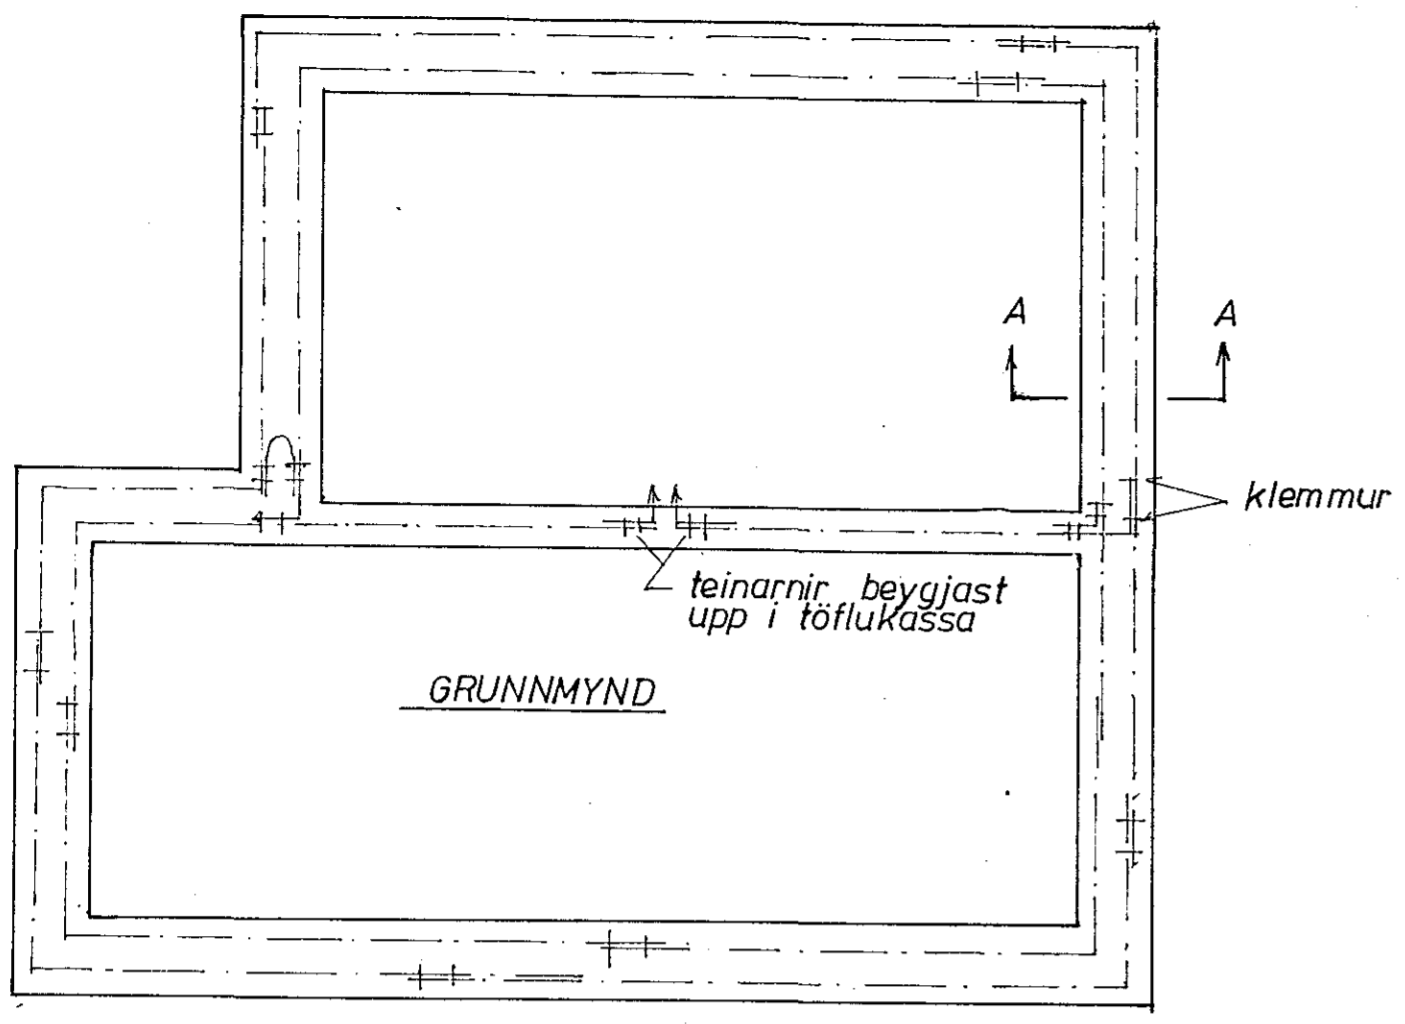 A
A
klemmur
teinarnir beygjast
upp i töflukassa
GRUNNMYND